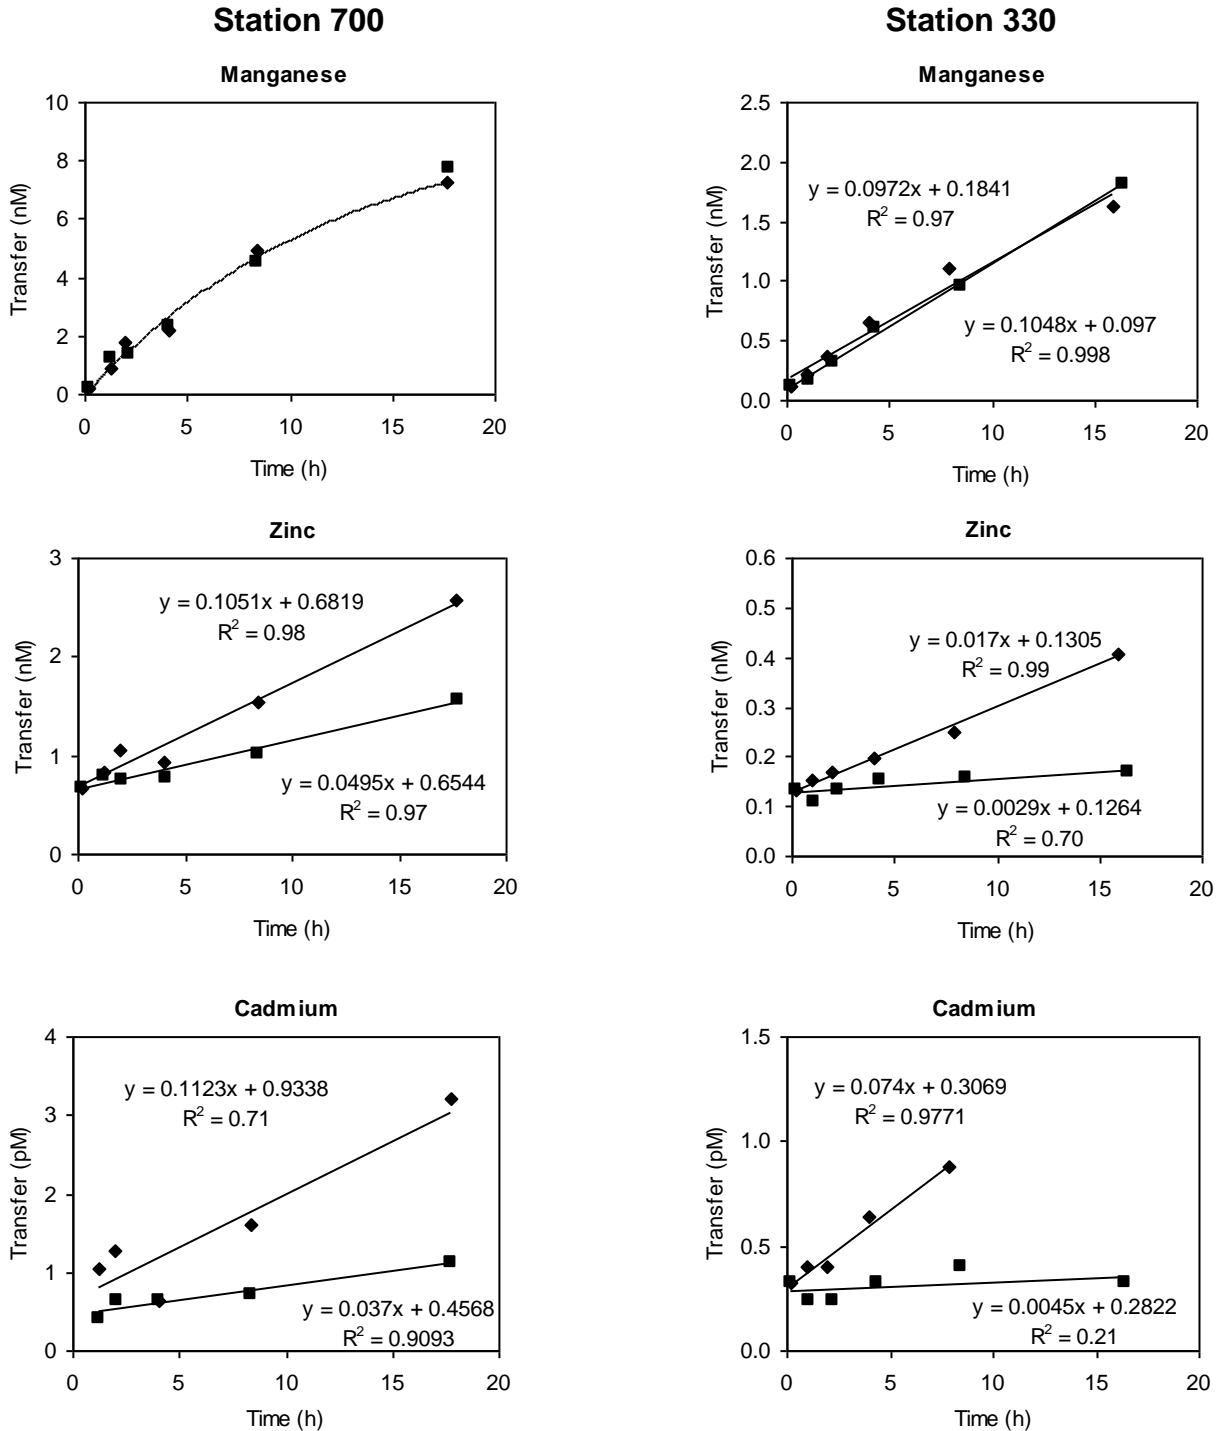 Station 700
Station 330
Manganese
10
8
6
4
2
0
0 5 10 15 20
Transfer (nM)
Time (h)
Manganese
2.5
2.0
1.5
1.0
0.5
0.0
0 5 10 15 20
Transfer (nM)
Time (h)
y = 0.0972x + 0.1841
R² = 0.97
y = 0.1048x + 0.097
R² = 0.998
Zinc
3
2
1
0
0 5 10 15 20
Transfer (nM)
Time (h)
y = 0.1051x + 0.6819
R² = 0.98
y = 0.0495x + 0.6544
R² = 0.97
Zinc
0.6
0.5
0.4
0.3
0.2
0.1
0.0
0 5 10 15 20
Transfer (nM)
Time (h)
y = 0.017x + 0.1305
R² = 0.99
y = 0.0029x + 0.1264
R² = 0.70
Cadmium
4
3
2
1
0
0 5 10 15 20
Transfer (pM)
Time (h)
y = 0.1123x + 0.9338
R² = 0.71
y = 0.037x + 0.4568
R² = 0.9093
Cadmium
1.5
1.0
0.5
0.0
0 5 10 15 20
Transfer (pM)
Time (h)
y = 0.074x + 0.3069
R² = 0.9771
y = 0.0045x + 0.2822
R² = 0.21